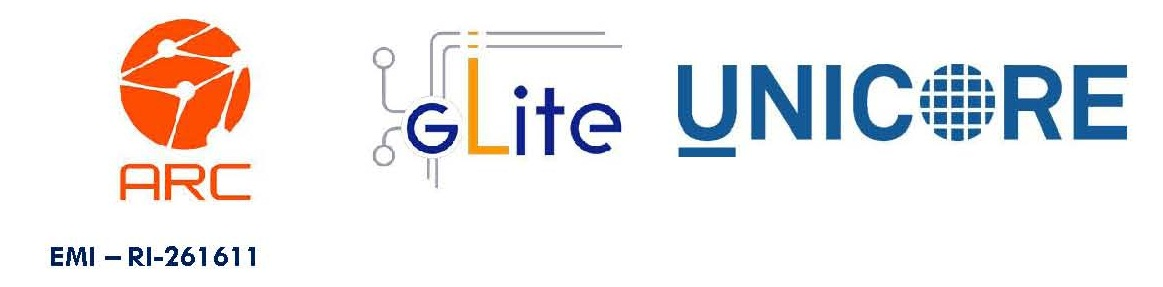 ARC
gLite
UNICORE
EMI – RI-261611